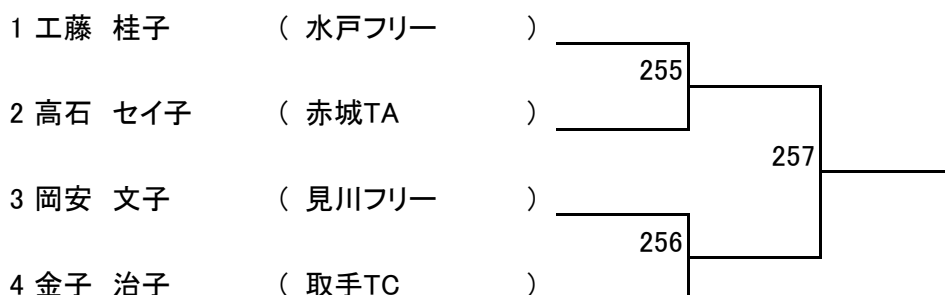 1 工藤 桂子 ( 水戸フリー )
255
2 高石 セイ子 ( 赤城TA )
257
3 岡安 文子 ( 見川フリー )
256
4 金子 治子 ( 取手TC )